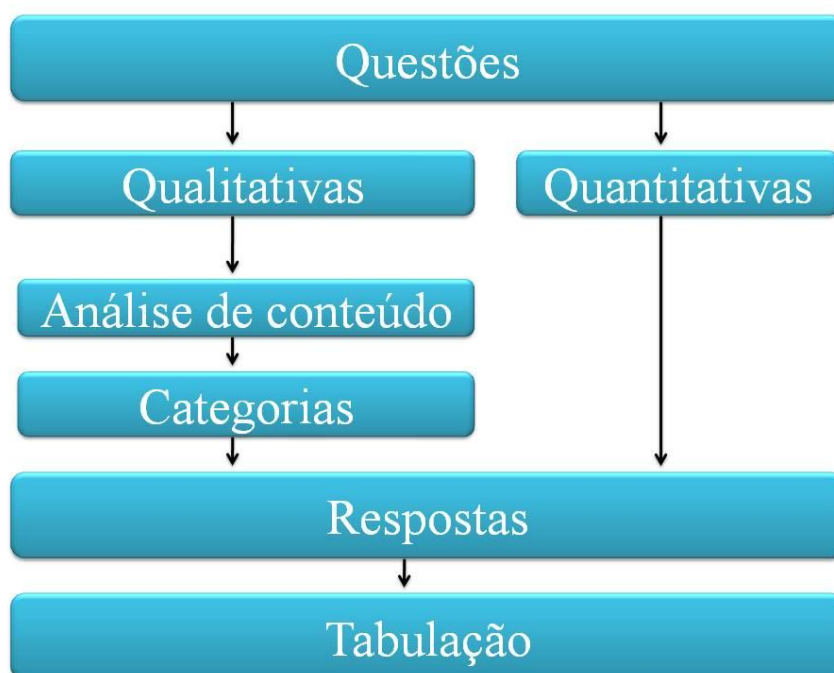 Questões
Qualitativas
Quantitativas
Análise de conteúdo
Categorias
Respostas
Tabulação